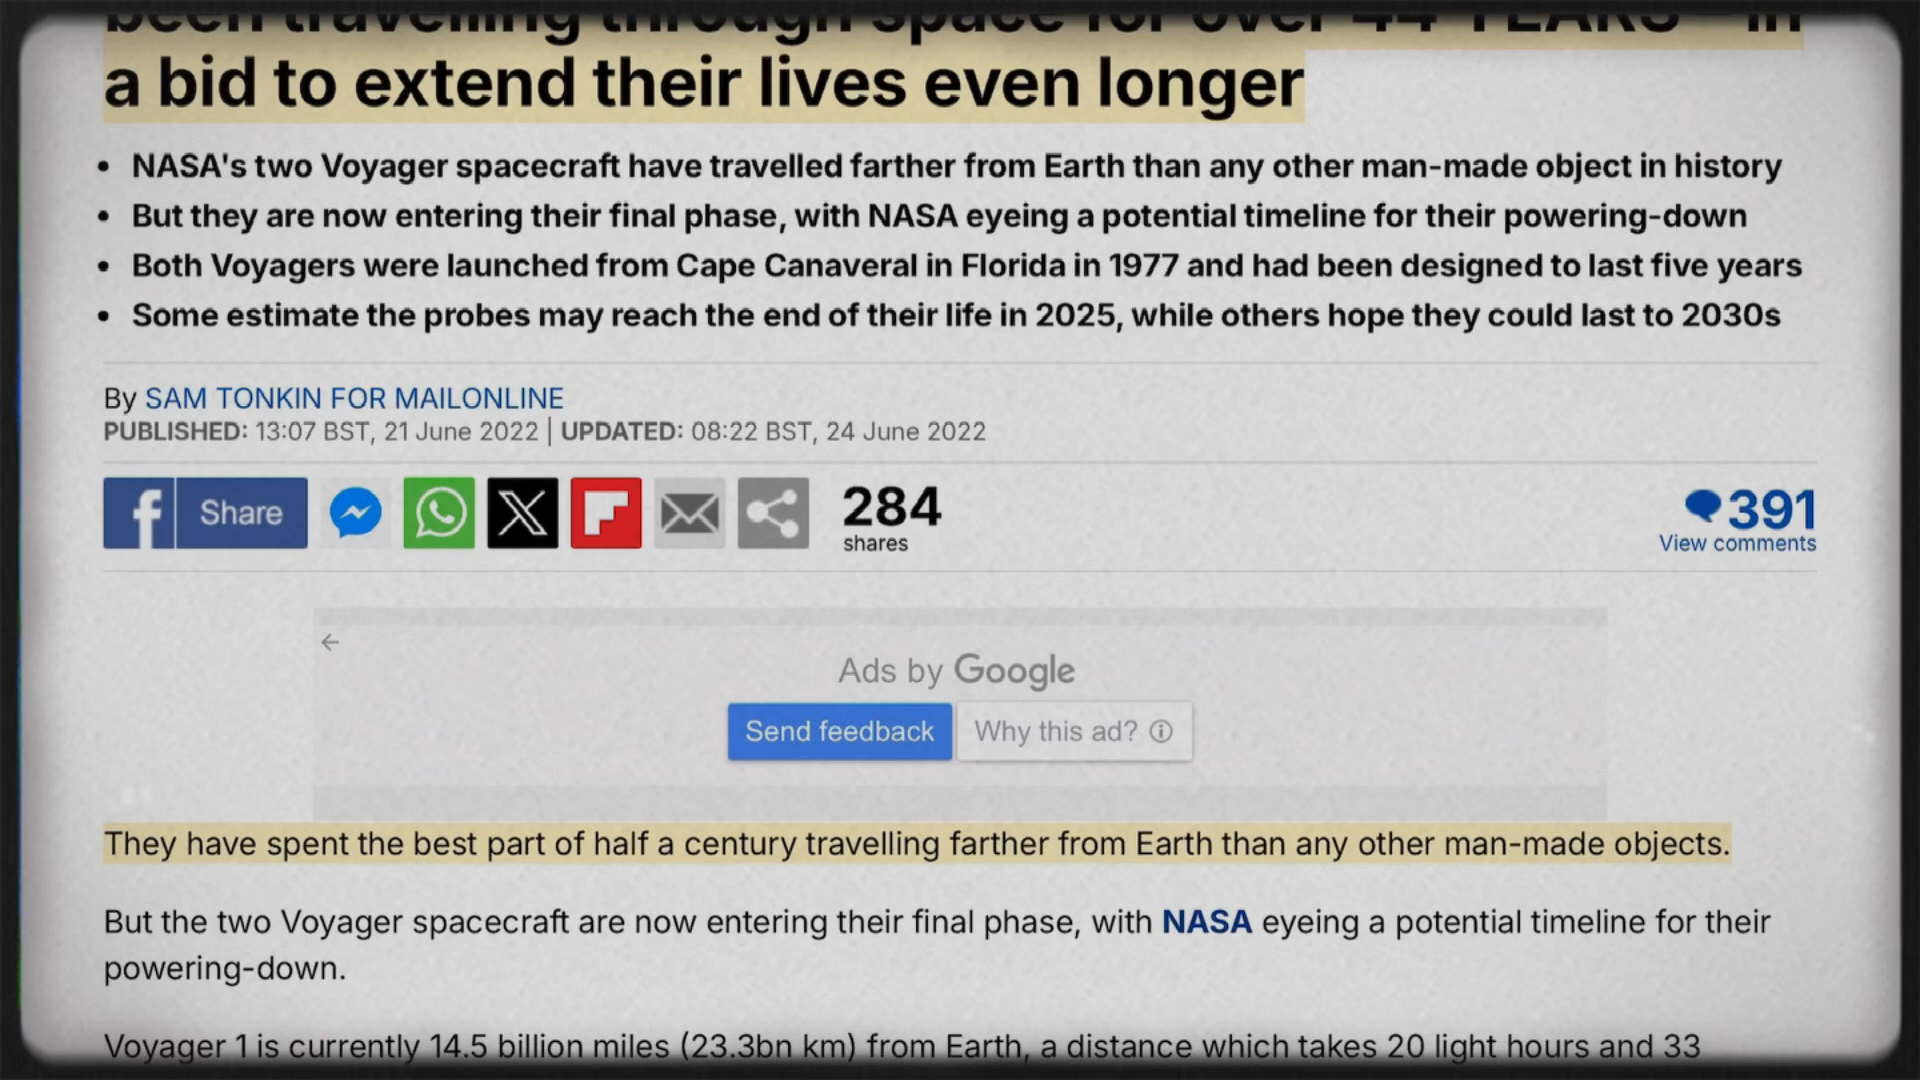 been travelling through space for over 44 YEARS - in
a bid to extend their lives even longer
• NASA's two Voyager spacecraft have travelled farther from Earth than any other man-made object in history
• But they are now entering their final phase, with NASA eyeing a potential timeline for their powering-down
• Both Voyagers were launched from Cape Canaveral in Florida in 1977 and had been designed to last five years
• Some estimate the probes may reach the end of their life in 2025, while others hope they could last to 2030s
By SAM TONKIN FOR MAILONLINE
PUBLISHED: 13:07 BST, 21 June 2022 | UPDATED: 08:22 BST, 24 June 2022
f Share
284
shares
391
View comments
Ads by Google
Send feedback
Why this ad?
They have spent the best part of half a century travelling farther from Earth than any other man-made objects.
But the two Voyager spacecraft are now entering their final phase, with NASA eyeing a potential timeline for their
powering-down.
Voyager 1 is currently 14.5 billion miles (23.3bn km) from Earth, a distance which takes 20 light hours and 33